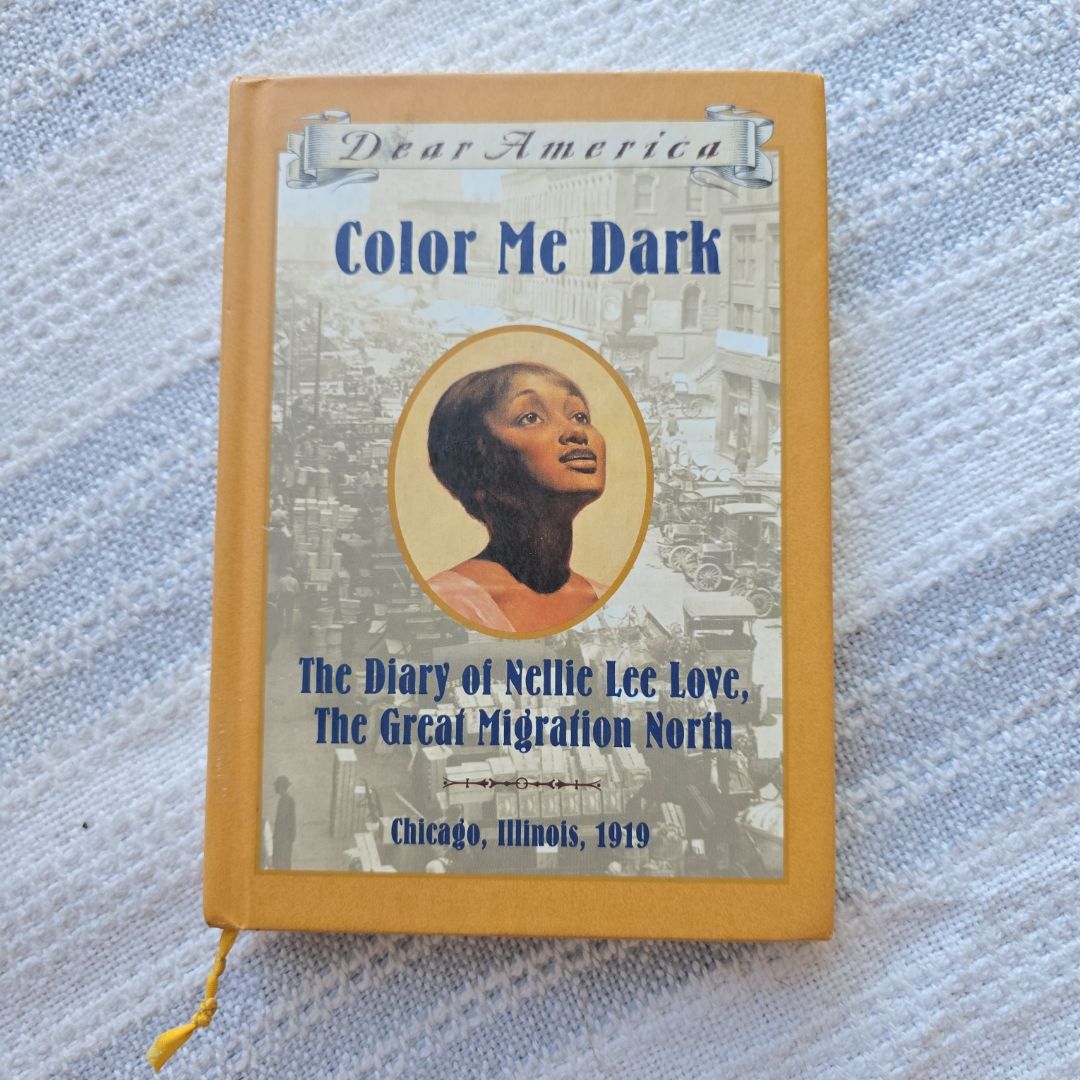 Dear America
Color Me Dark
The Diary of Nellie Lee Love,
The Great Migration North
Chicago, Illinois, 1919